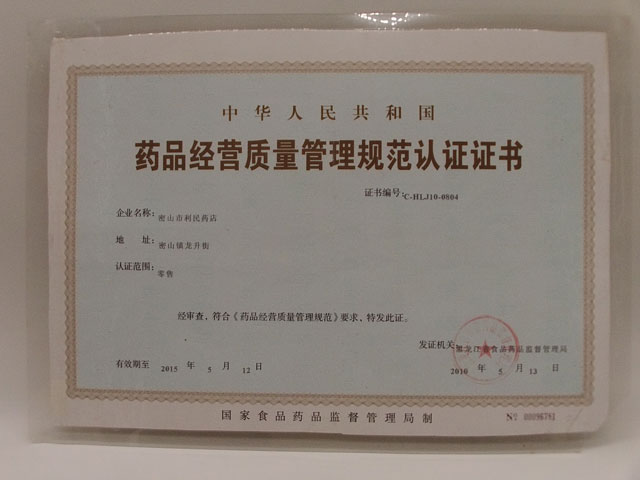 中华人民共和国
药品经营质量管理规范认证证书
证书编号：C-HLJ10-0804
企业名称：密山市利民药店
地　址：密山镇龙升街
认证范围：零售
经审查，符合《药品经营质量管理规范》要求，特发此证。
发证机关：黑龙江省食品药品监督管理局
有效期至 2015 年 5 月 12 日
2010 年 5 月 13 日
国家食品药品监督管理局制